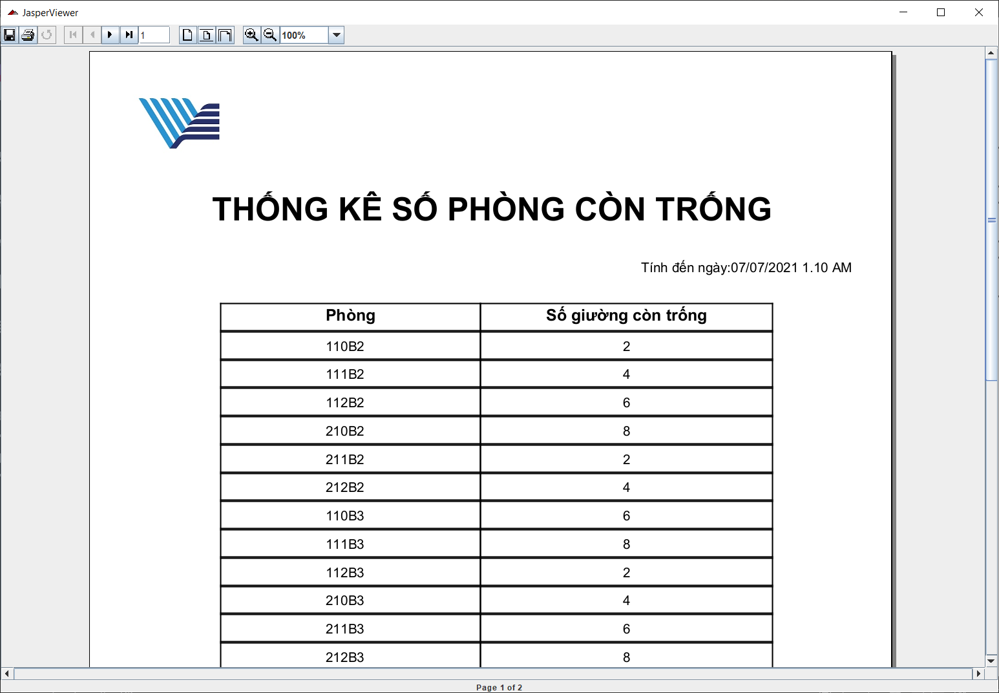 JasperViewer
1
100%
THỐNG KÊ SỐ PHÒNG CÒN TRỐNG
Tính đến ngày:07/07/2021 1.10 AM
Phòng Số giường còn trống
110B2 2
111B2 4
112B2 6
210B2 8
211B2 2
212B2 4
110B3 6
111B3 8
112B3 2
210B3 4
211B3 6
212B3 8
Page 1 of 2